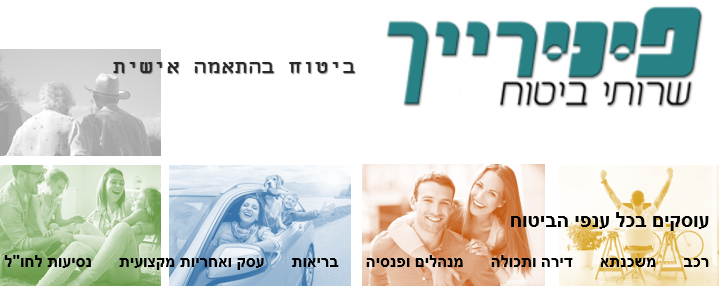 פיינרייך
שרותי ביטוח
ביטוח בהתאמה אישית
עוסקים בכל ענפי הביטוח
רכב משכנתא דירה ותכולה מנהלים ופנסיה בריאות עסק ואחריות מקצועית נסיעות לחו"ל